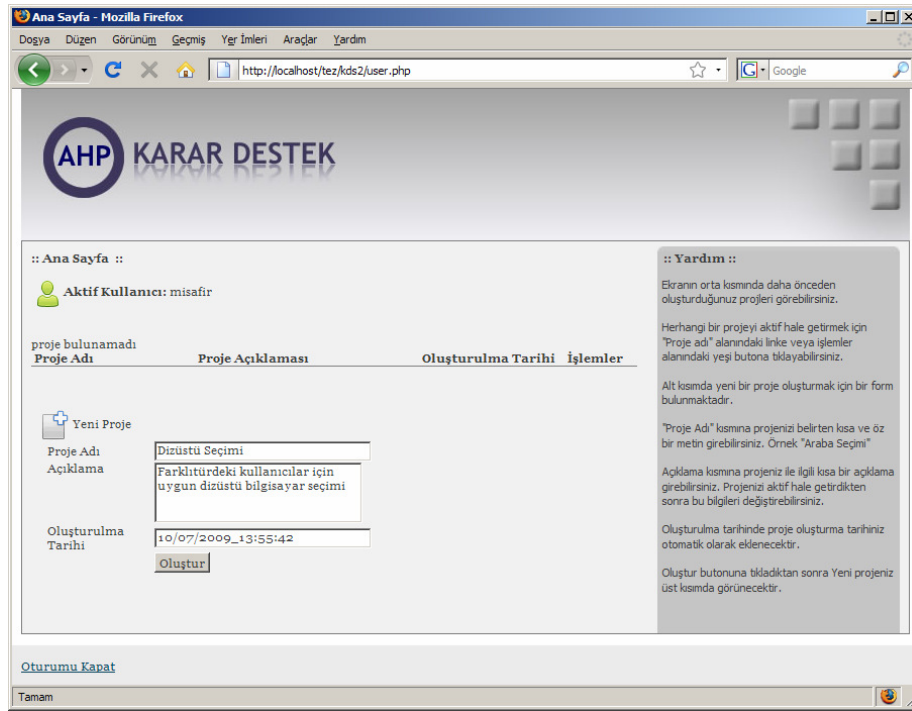 Ana Sayfa - Mozilla Firefox
Dosya Düzen Görünüm Geçmiş Yer İmleri Araçlar Yardım
http://localhost/tez/kds2/user.php
Google
AHP KARAR DESTEK
:: Ana Sayfa ::
Aktif Kullanıcı: misafir
proje bulunamadı
Proje Adı Proje Açıklaması Oluşturulma Tarihi İşlemler
Yeni Proje
Proje Adı Dizüstü Seçimi
Açıklama Farklıtürdeki kullanıcılar için
uygun dizüstü bilgisayar seçimi
Oluşturulma
Tarihi
10/07/2009_13:55:42
Oluştur
:: Yardım ::
Ekranın orta kısmında daha önceden
oluşturduğunuz projleri görebilirsiniz.
Herhangi bir projeyi aktif hale getirmek için
"Proje adı" alanındaki linke veya işlemler
alanındaki yeşi butona tıklayabilirsiniz.
Alt kısımda yeni bir proje oluşturmak için bir form
bulunmaktadır.
"Proje Adı" kısmına projenizi belirten kısa ve öz
bir metin girebilirsiniz. Örnek "Araba Seçimi"
Açıklama kısmına projeniz ile ilgili kısa bir açıklama
girebilirsiniz. Projenizi aktif hale getirdikten
sonra bu bilgileri değiştirebilirsiniz.
Oluşturulma tarihinde proje oluşturma tarihiniz
otomatik olarak eklenecektir.
Oluştur butonuna tıkladıktan sonra Yeni projeniz
üst kısımda görünecektir.
Oturumu Kapat
Tamam